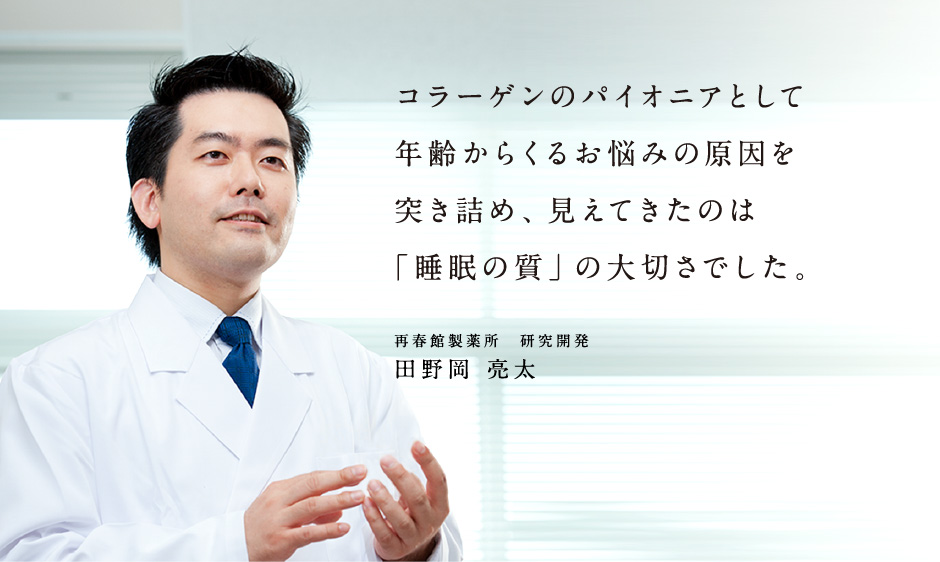 コラーゲンのパイオニアとして
年齢からくるお悩みの原因を
突き詰め、見えてきたのは
「睡眠の質」の大切さでした。
再春館製薬所　研究開発
田野岡 亮太